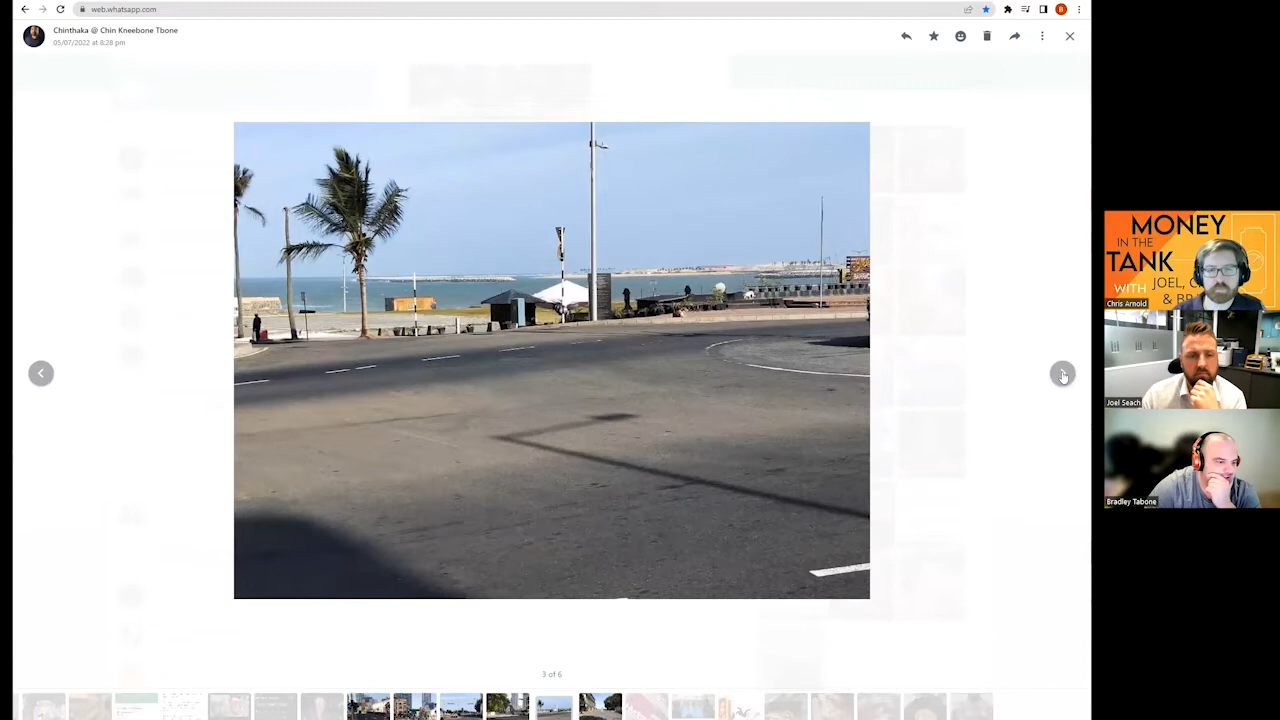 web.whatsapp.com
B
Chinthaka @ Chin Kneebone Tbone
05/07/2022 at 8:28 pm
3 of 6
MONEY
IN THE
TANK
WITH
JOEL, C
& BR
Chris Arnold
Joel Seach
Bradley Tabone